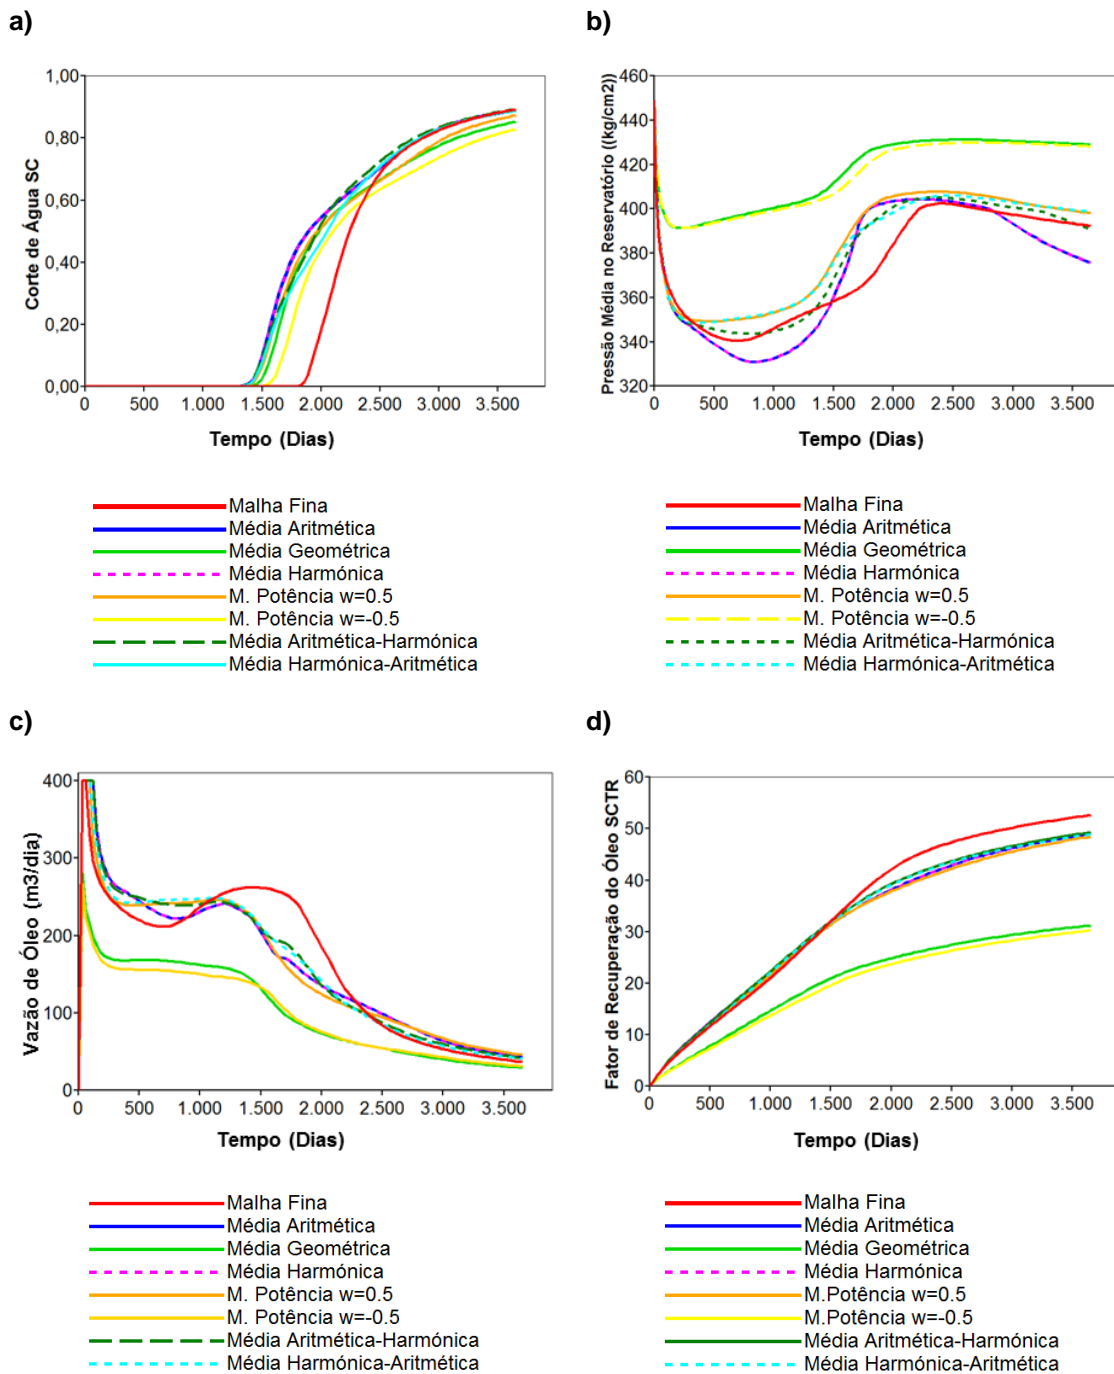 a)
Corte de Água SC
1,00
0,80
0,60
0,40
0,20
0,00
0 500 1.000 1.500 2.000 2.500 3.000 3.500
Tempo (Dias)
Malha Fina
Média Aritmética
Média Geométrica
Média Harmónica
M. Potência w=0.5
M. Potência w=-0.5
Média Aritmética-Harmónica
Média Harmónica-Aritmética
b)
Pressão Média no Reservatório ((kg/cm2))
460
440
420
400
380
360
340
320
0 500 1.000 1.500 2.000 2.500 3.000 3.500
Tempo (Dias)
Malha Fina
Média Aritmética
Média Geométrica
Média Harmónica
M. Potência w=0.5
M. Potência w=-0.5
Média Aritmética-Harmónica
Média Harmónica-Aritmética
c)
Vazão de Óleo (m3/dia)
400
300
200
100
0
0 500 1.000 1.500 2.000 2.500 3.000 3.500
Tempo (Dias)
Malha Fina
Média Aritmética
Média Geométrica
Média Harmónica
M. Potência w=0.5
M. Potência w=-0.5
Média Aritmética-Harmónica
Média Harmónica-Aritmética
d)
Fator de Recuperação do Óleo SCTR
60
50
40
30
20
10
0
0 500 1.000 1.500 2.000 2.500 3.000 3.500
Tempo (Dias)
Malha Fina
Média Aritmética
Média Geométrica
Média Harmónica
M.Potência w=0.5
M.Potência w=-0.5
Média Aritmética-Harmónica
Média Harmónica-Aritmética